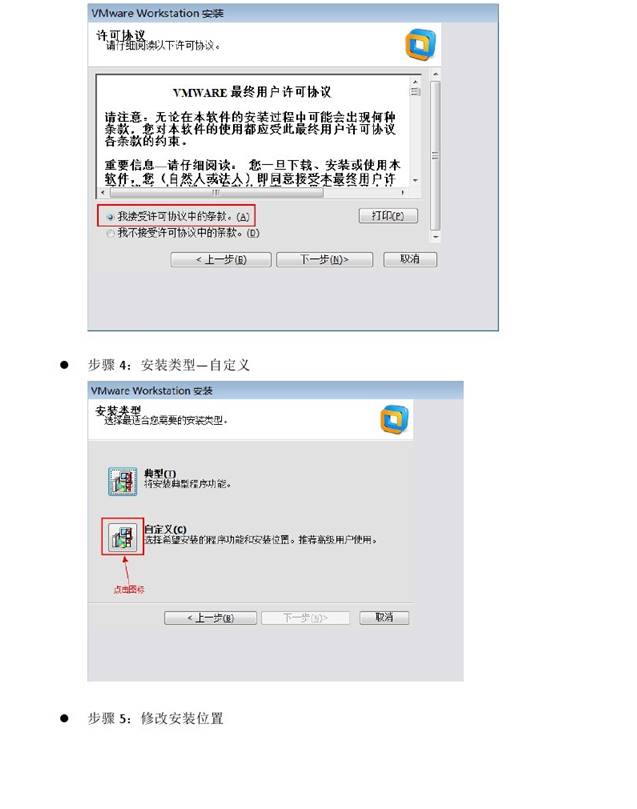 VMware Workstation 安装
许可协议
请仔细阅读以下许可协议。
VMWARE 最终用户许可协议
请注意：无论在本软件的安装过程中可能会出现何种
条款，您对本软件的使用都应受此最终用户许可协议
各条款的约束。
重要信息—请仔细阅读： 您一旦下载、安装或使用本
软件，您（自然人或法人）即同意接受本最终用户许
我接受许可协议中的条款。(A)
打印(P)
我不接受许可协议中的条款。(D)
< 上一步(B)
下一步(N)>
取消
● 步骤 4：安装类型—自定义
VMware Workstation 安装
安装类型
选择最适合您需要的安装类型。
典型(T)
将安装典型程序功能。
自定义(C)
选择希望安装的程序功能和安装位置。推荐高级用户使用。
点击图标
< 上一步(B)
下一步(N)>
取消
● 步骤 5：修改安装位置